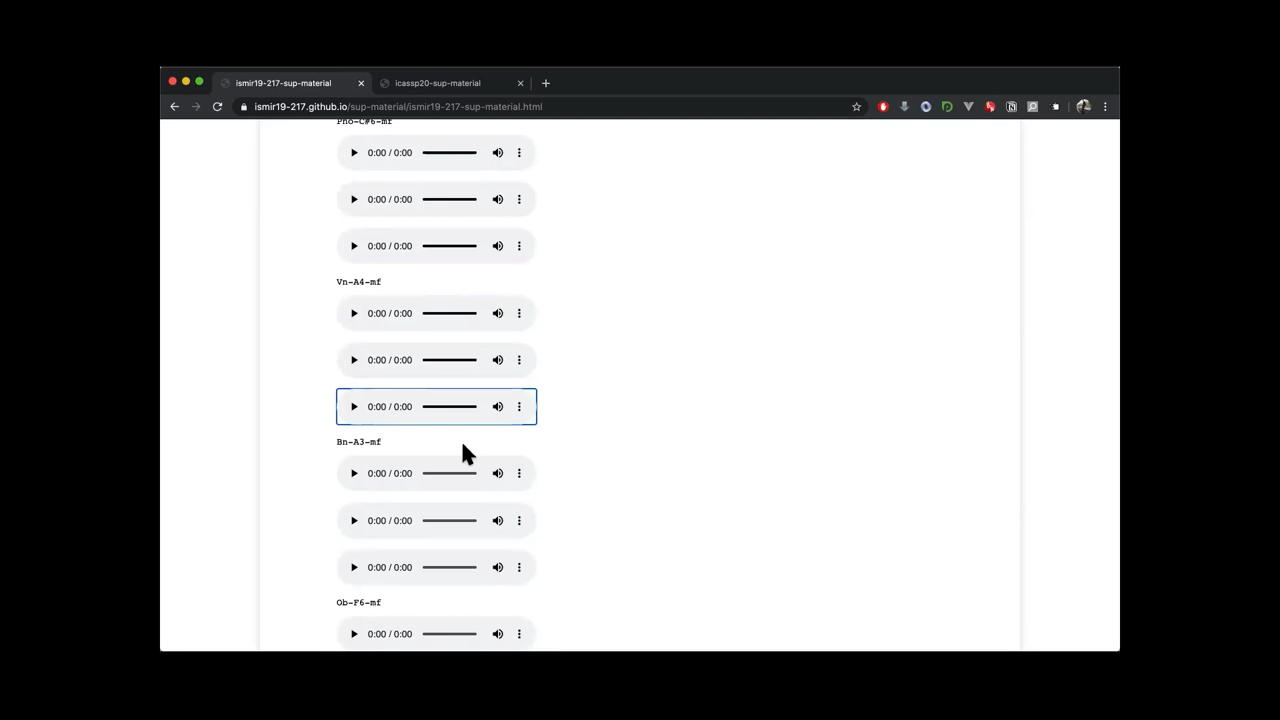 ismir19-217-sup-material
icassp20-sup-material
ismir19-217.github.io/sup-material/ismir19-217-sup-material.html
Pho-C#6-mf
0:00 / 0:00
0:00 / 0:00
0:00 / 0:00
Vn-A4-mf
0:00 / 0:00
0:00 / 0:00
0:00 / 0:00
Bn-A3-mf
0:00 / 0:00
0:00 / 0:00
0:00 / 0:00
Ob-F6-mf
0:00 / 0:00